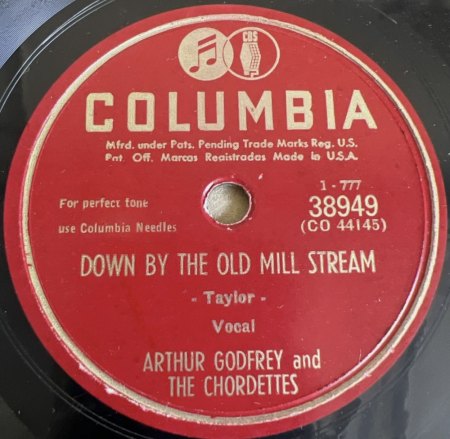 CBS
COLUMBIA
Mfrd. under Pats. Pending Trade Marks Reg. U.S.
Pat. Off. Marcas Registradas Made in U.S.A.
1-777
For perfect tone
38949
use Columbia Needles
(CO 44145)
DOWN BY THE OLD MILL STREAM
- Taylor -
Vocal
ARTHUR GODFREY and
THE CHORDETTES